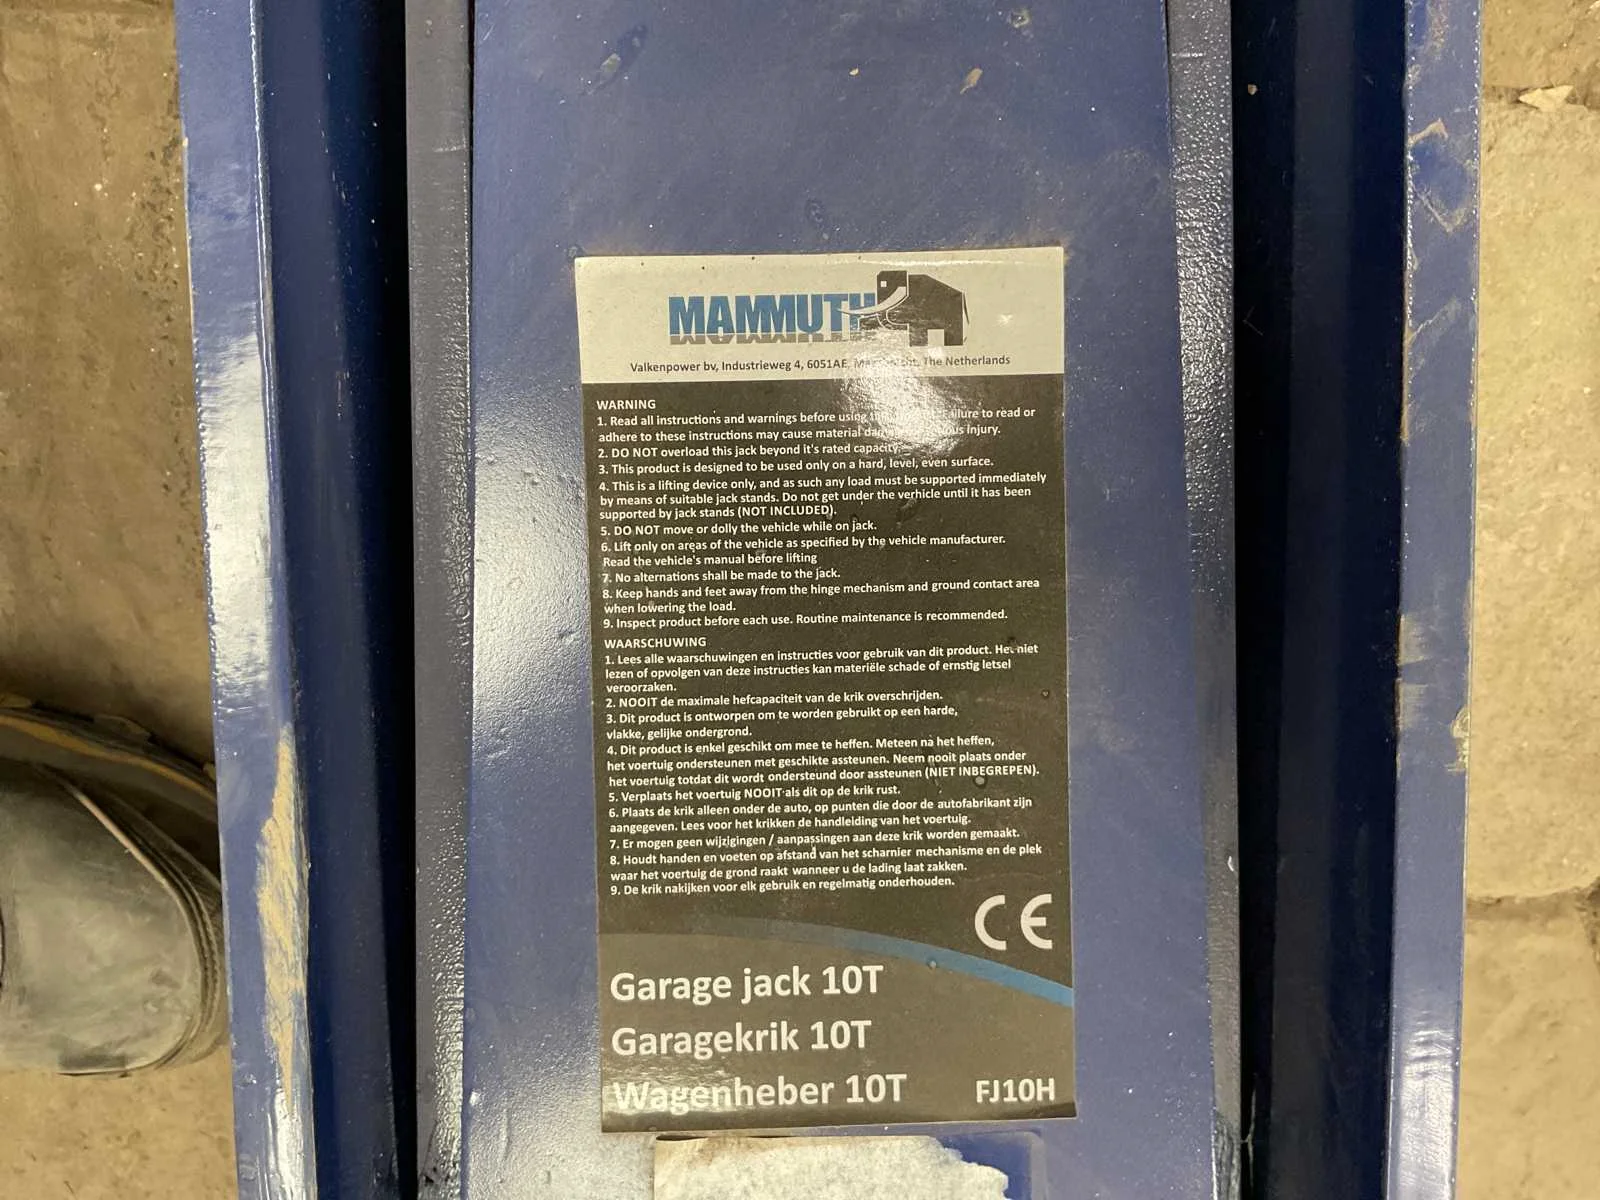 MAMMUTH
Valkenpower bv, Industrieweg 4, 6051AE, The Netherlands
WARNING
1. Read all instructions and warnings before using Failure to read or
adhere to these instructions may cause material injury.
2. DO NOT overload this jack beyond it's rated capacity.
3. This product is designed to be used only on a hard, level, even surface.
4. This is a lifting device only, and as such any load must be supported immediately
by means of suitable jack stands. Do not get under the verhicle until it has been
supported by jack stands (NOT INCLUDED).
5. DO NOT move or dolly the vehicle while on jack.
6. Lift only on areas of the vehicle as specified by the vehicle manufacturer.
Read the vehicle's manual before lifting
7. No alternations shall be made to the jack.
8. Keep hands and feet away from the hinge mechanism and ground contact area
when lowering the load.
9. Inspect product before each use. Routine maintenance is recommended.
WAARSCHUWING
1. Lees alle waarschuwingen en instructies voor gebruik van dit product. Het niet
lezen of opvolgen van deze instructies kan materiële schade of ernstig letsel
veroorzaken.
2. NOOIT de maximale hefcapaciteit van de krik overschrijden.
3. Dit product is ontworpen om te worden gebruikt op een harde,
vlakke, gelijke ondergrond.
4. Dit product is enkel geschikt om mee te heffen. Meteen na het heffen,
het voertuig ondersteunen met geschikte assteunen. Neem nooit plaats onder
het voertuig totdat dit wordt ondersteund door assteunen (NIET INBEGREPEN).
5. Verplaats het voertuig NOOIT als dit op de krik rust.
6. Plaats de krik alleen onder de auto, op punten die door de autofabrikant zijn
aangegeven. Lees voor het krikken de handleiding van het voertuig.
7. Er mogen geen wijzigingen / aanpassingen aan deze krik worden gemaakt.
8. Houdt handen en voeten op afstand van het scharnier mechanisme en de plek
waar het voertuig de grond raakt wanneer u de lading laat zakken.
9. De krik nakijken voor elk gebruik en regelmatig onderhouden.
CE
Garage jack 10T
Garagekrik 10T
Wagenheber 10T FJ10H